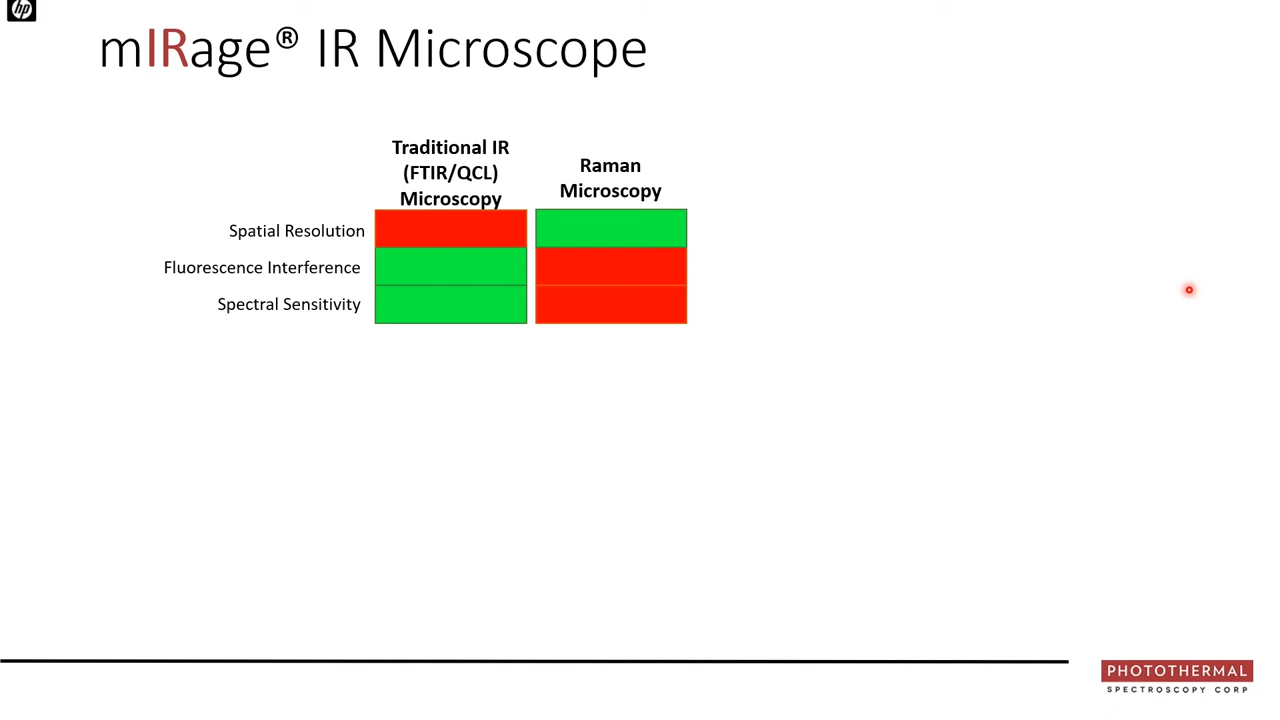 hp
mIRage® IR Microscope
Traditional IR
(FTIR/QCL)
Microscopy
Raman
Microscopy
Spatial Resolution
Fluorescence Interference
Spectral Sensitivity
PHOTOTHERMAL
SPECTROSCOPY CORP